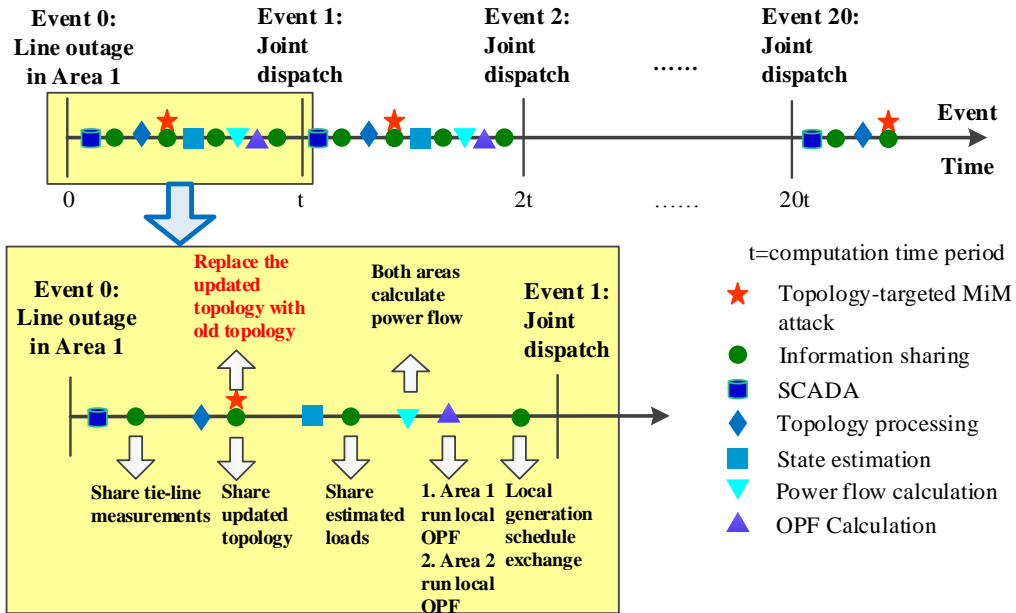 Event 0:
Line outage
in Area 1
Event 1:
Joint
dispatch
Event 2:
Joint
dispatch
......
Event 20:
Joint
dispatch
Event
Time
0
t
2t
......
20t
t=computation time period
Topology-targeted MiM
attack
Information sharing
SCADA
Topology processing
State estimation
Power flow calculation
OPF Calculation
Event 0:
Line outage
in Area 1
Replace the
updated
topology with
old topology
Both areas
calculate
power flow
Event 1:
Joint
dispatch
Share tie-line
measurements
Share
updated
topology
Share
estimated
loads
1. Area 1
run local
OPF
2. Area 2
run local
OPF
Local
generation
schedule
exchange